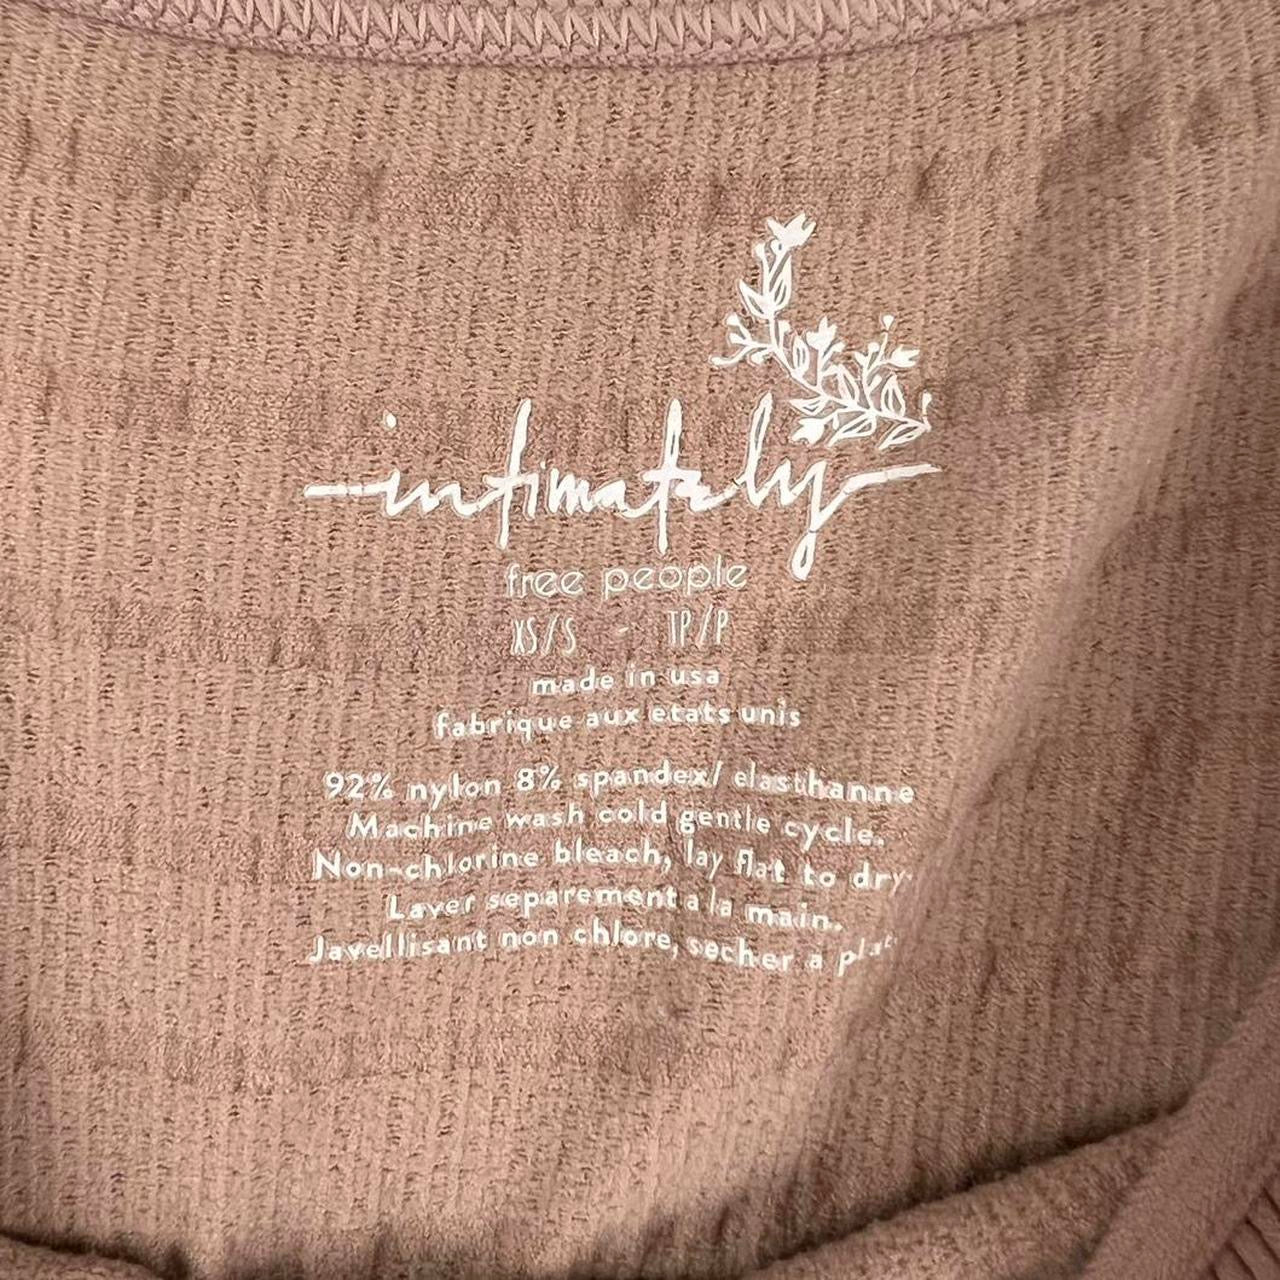 intimately
free people
XS/S - TP/P
made in usa
fabrique aux etats unis
92% nylon 8% spandex/ elasthanne
Machine wash cold gentle cycle.
Non-chlorine bleach, lay flat to dry.
Laver separement a la main.
Javellisant non chlore, secher a plat